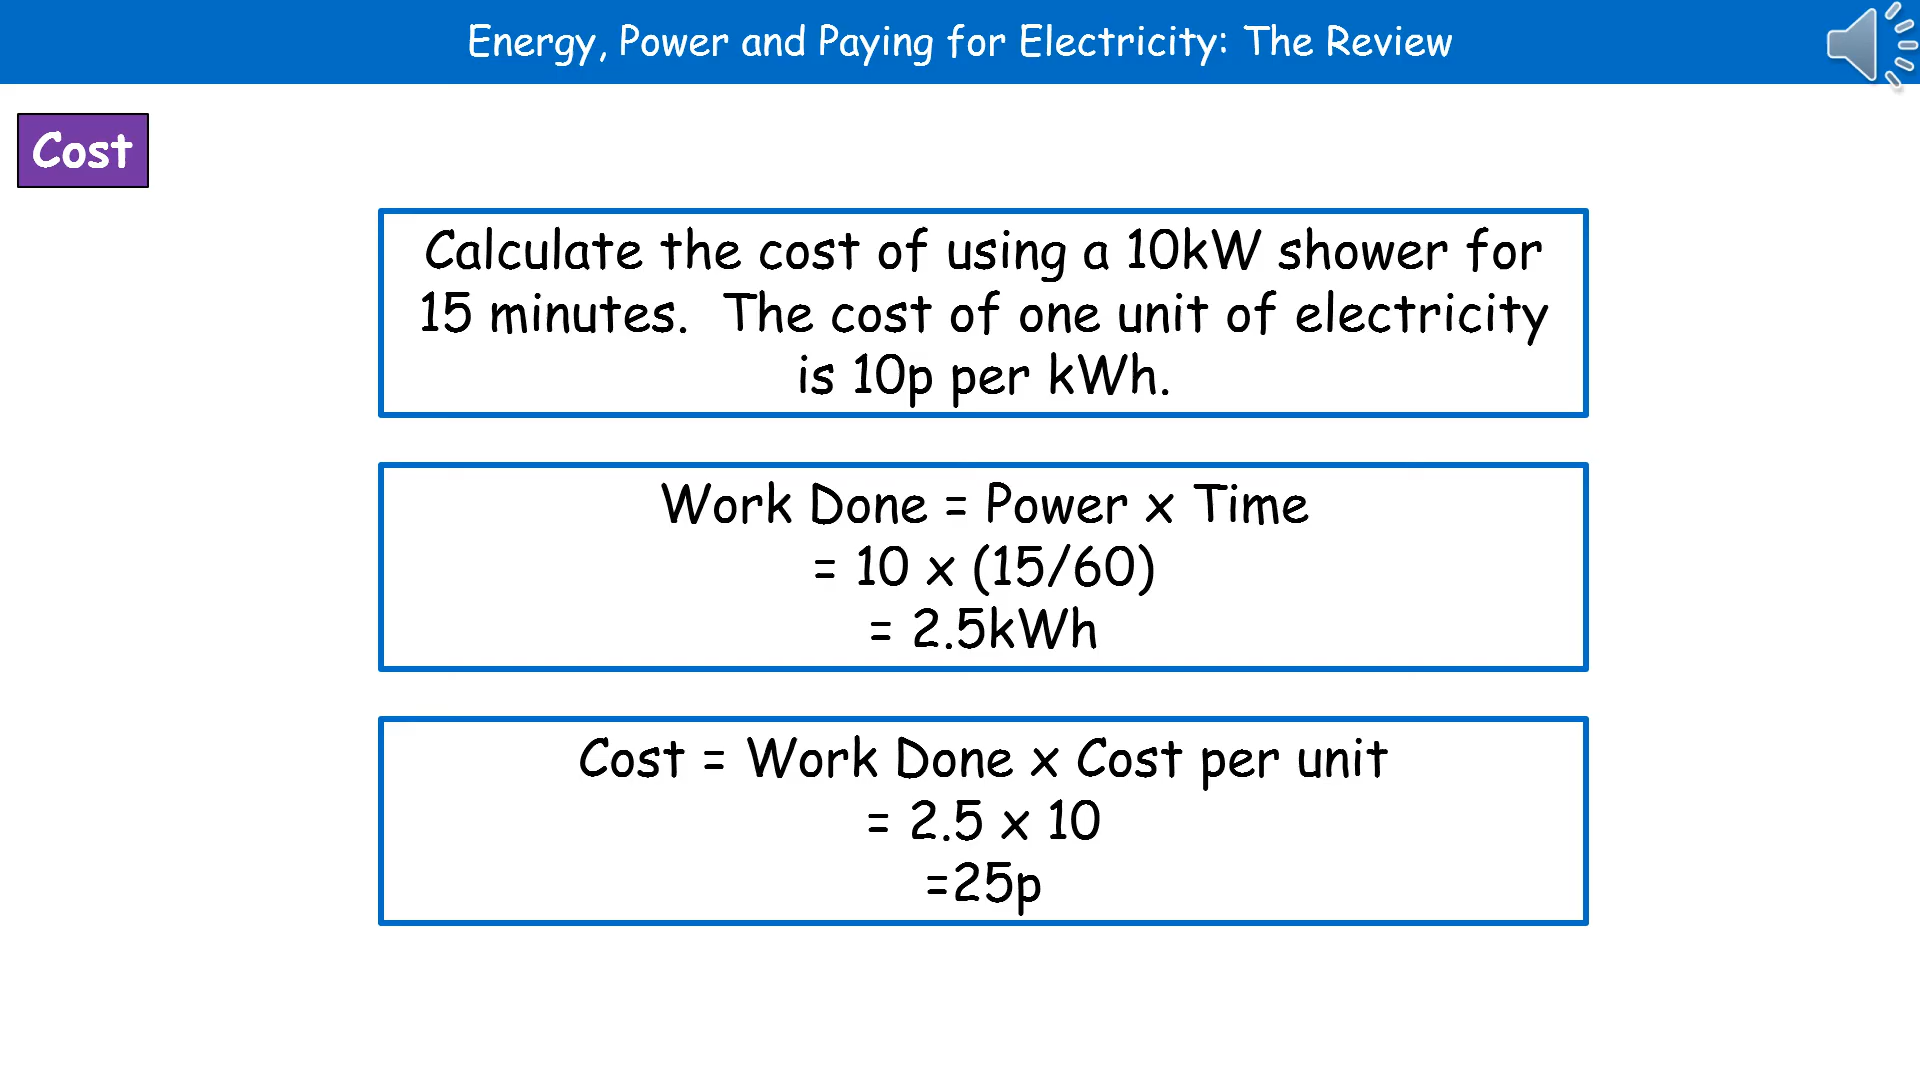 Energy, Power and Paying for Electricity: The Review
Cost
Calculate the cost of using a 10kW shower for
15 minutes.  The cost of one unit of electricity
is 10p per kWh.
Work Done = Power x Time
= 10 x (15/60)
= 2.5kWh
Cost = Work Done x Cost per unit
= 2.5 x 10
=25p